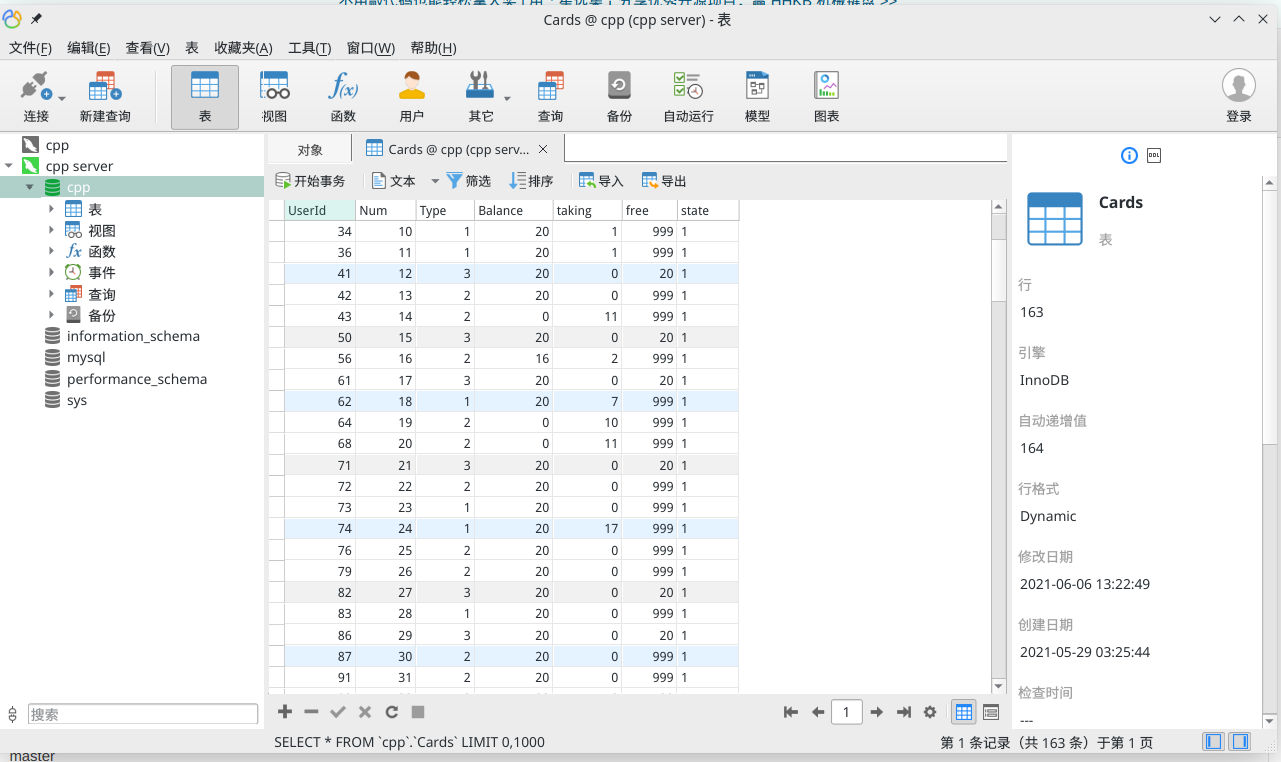 Cards @ cpp (cpp server) - 表
文件(F) 编辑(E) 查看(V) 表 收藏夹(A) 工具(T) 窗口(W) 帮助(H)
连接 新建查询 表 视图 函数 用户 其它 查询 备份 自动运行 模型 图表 登录
cpp
cpp server
cpp
表
视图
函数
事件
查询
备份
information_schema
mysql
performance_schema
sys
搜索
对象 Cards @ cpp (cpp serv...
开始事务 文本 筛选 排序 导入 导出
UserId Num Type Balance taking free state
34 10 1 20 1 999 1
36 11 1 20 1 999 1
41 12 3 20 0 20 1
42 13 2 20 0 999 1
43 14 2 0 11 999 1
50 15 3 20 0 20 1
56 16 2 16 2 999 1
61 17 3 20 0 20 1
62 18 1 20 7 999 1
64 19 2 0 10 999 1
68 20 2 0 11 999 1
71 21 3 20 0 20 1
72 22 2 20 0 999 1
73 23 1 20 0 999 1
74 24 1 20 17 999 1
76 25 2 20 0 999 1
79 26 2 20 0 999 1
82 27 3 20 0 20 1
83 28 1 20 0 999 1
86 29 3 20 0 20 1
87 30 2 20 0 999 1
91 31 2 20 0 999 1
1
SELECT * FROM `cpp`.`Cards` LIMIT 0,1000
第 1 条记录（共 163 条）于第 1 页
DDL
Cards
表
行
163
引擎
InnoDB
自动递增值
164
行格式
Dynamic
修改日期
2021-06-06 13:22:49
创建日期
2021-05-29 03:25:44
检查时间
---
master